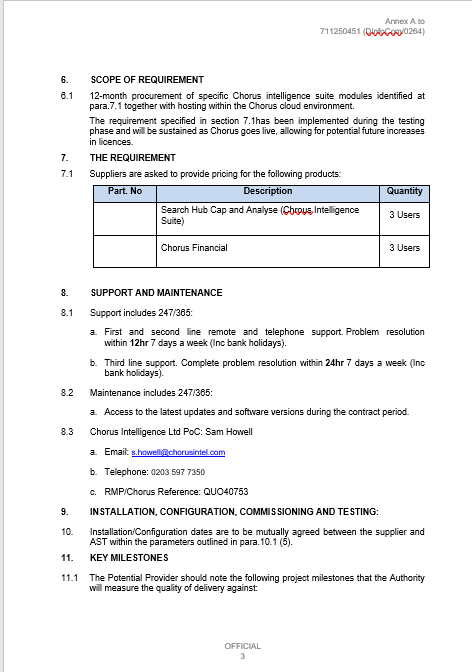 Annex A to
711250451 (DInfoCom/0264)
6. SCOPE OF REQUIREMENT
6.1 12-month procurement of specific Chorus intelligence suite modules identified at
para.7.1 together with hosting within the Chorus cloud environment.
The requirement specified in section 7.1has been implemented during the testing
phase and will be sustained as Chorus goes live, allowing for potential future increases
in licences.
7. THE REQUIREMENT
7.1 Suppliers are asked to provide pricing for the following products:
Part. No Description Quantity
Search Hub Cap and Analyse (Chrous Intelligence
Suite) 3 Users
Chorus Financial 3 Users
8. SUPPORT AND MAINTENANCE
8.1 Support includes 247/365:
a. First and second line remote and telephone support. Problem resolution
within 12hr 7 days a week (Inc bank holidays).
b. Third line support. Complete problem resolution within 24hr 7 days a week (Inc
bank holidays).
8.2 Maintenance includes 247/365:
a. Access to the latest updates and software versions during the contract period.
8.3 Chorus Intelligence Ltd PoC: Sam Howell
a. Email: s.howell@chorusintel.com
b. Telephone: 0203 597 7350
c. RMP/Chorus Reference: QUO40753
9. INSTALLATION, CONFIGURATION, COMMISSIONING AND TESTING:
10. Installation/Configuration dates are to be mutually agreed between the supplier and
AST within the parameters outlined in para.10.1 (5).
11. KEY MILESTONES
11.1 The Potential Provider should note the following project milestones that the Authority
will measure the quality of delivery against:
OFFICIAL
3